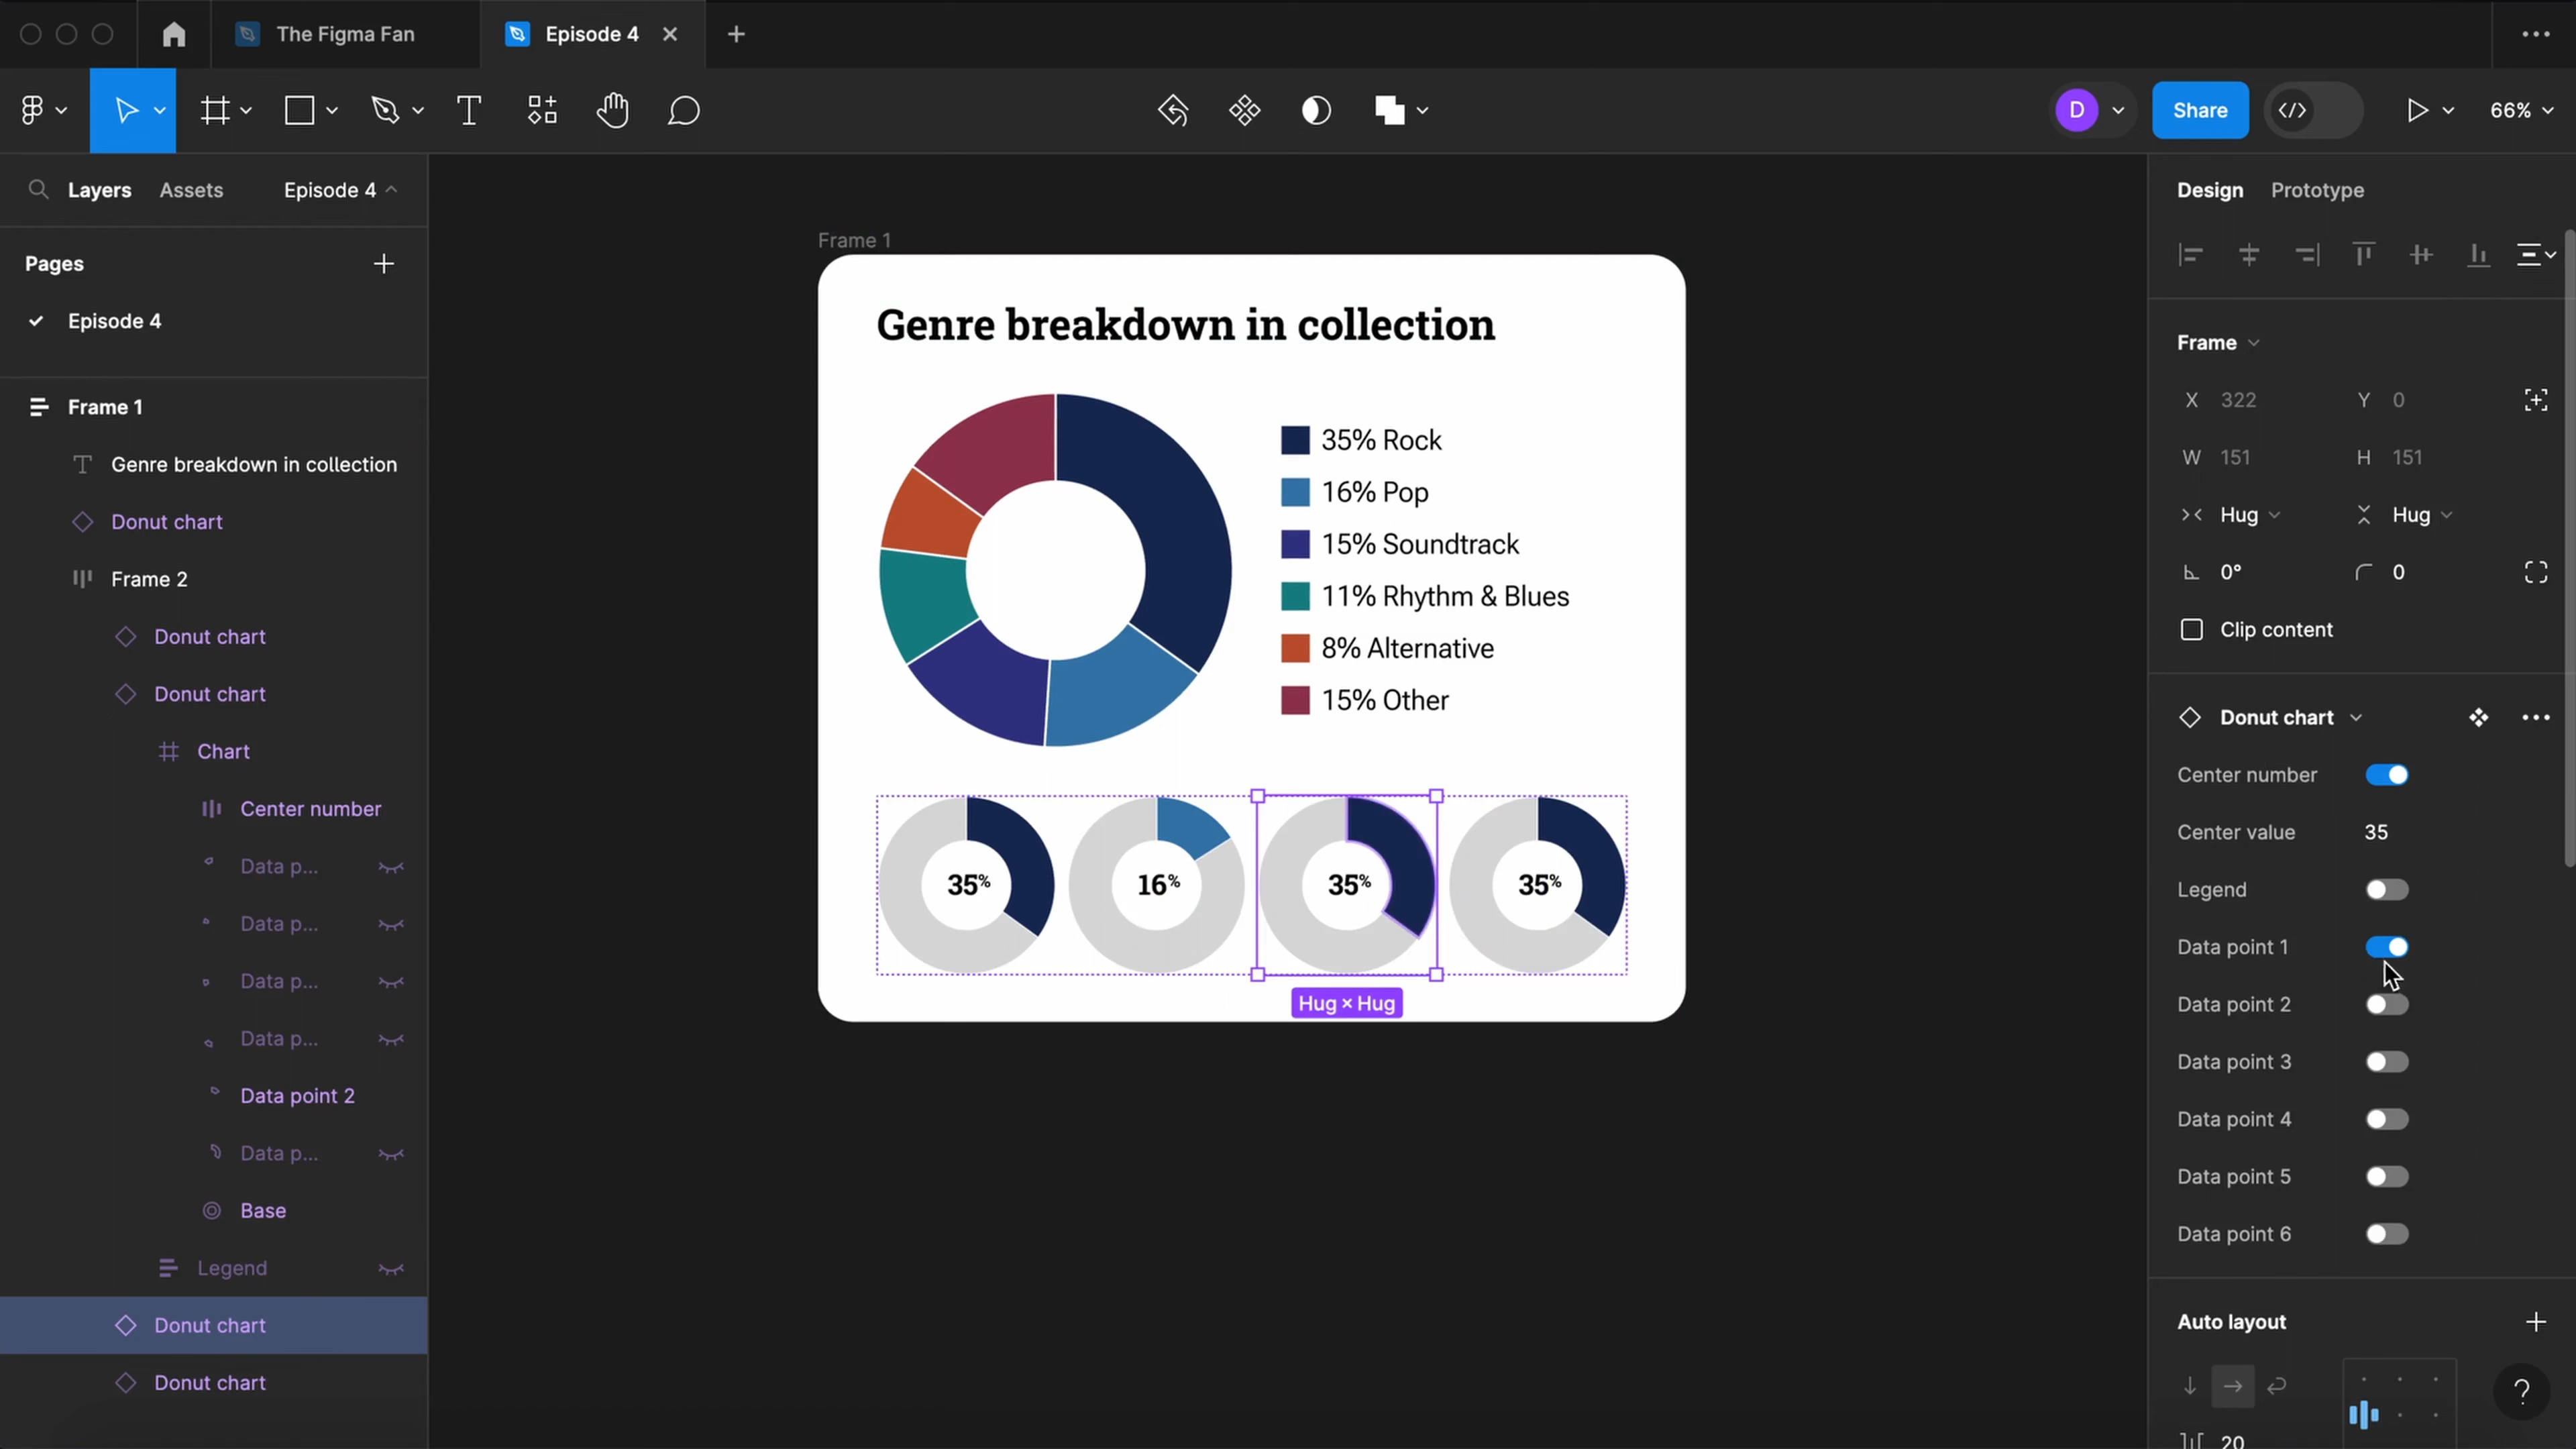 The Figma Fan
Episode 4
D
Share
66%
Layers
Assets
Episode 4
Pages
Episode 4
Frame 1
Genre breakdown in collection
Donut chart
Frame 2
Donut chart
Donut chart
Chart
Center number
Data p...
Data p...
Data p...
Data p...
Data point 2
Data p...
Base
Legend
Donut chart
Donut chart
Frame 1
Genre breakdown in collection
35% Rock
16% Pop
15% Soundtrack
11% Rhythm & Blues
8% Alternative
15% Other
35%
16%
35%
35%
Hug × Hug
Design
Prototype
Frame
X 322 Y 0
W 151 H 151
Hug Hug
0° 0
Clip content
Donut chart
Center number
Center value 35
Legend
Data point 1
Data point 2
Data point 3
Data point 4
Data point 5
Data point 6
Auto layout
?
20